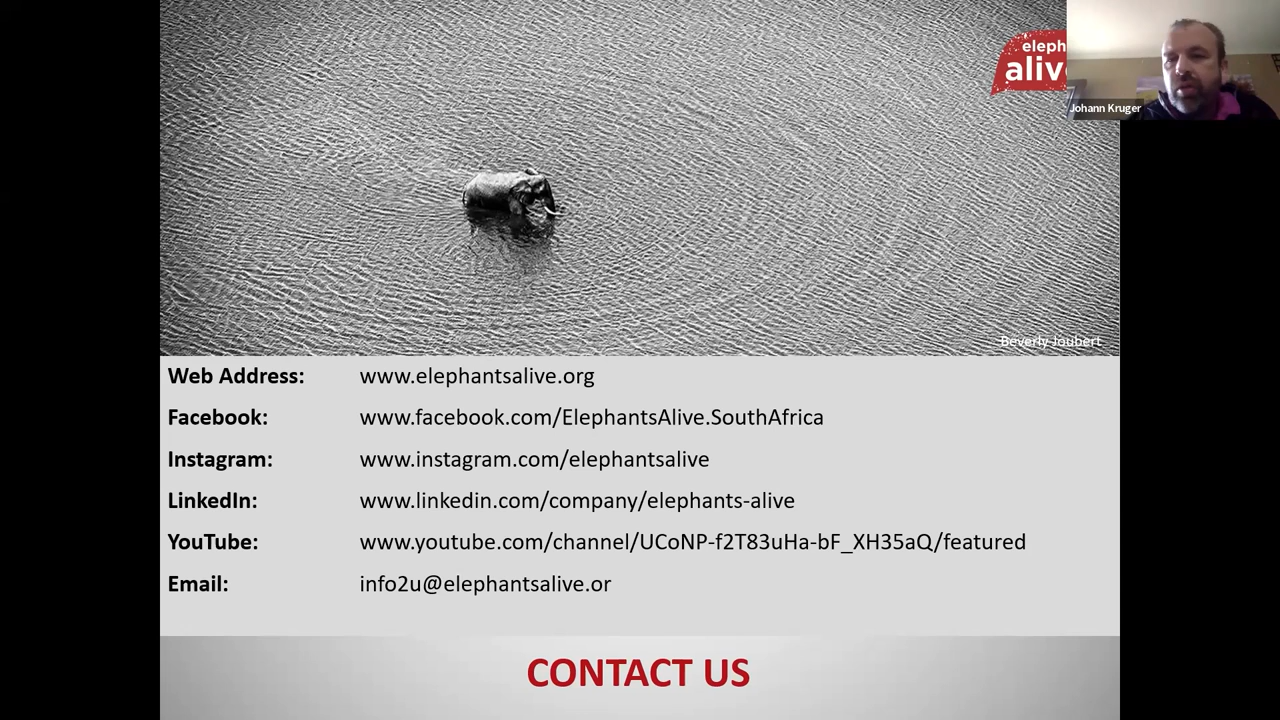 eleph
aliv
Johann Kruger
Beverly Joubert
Web Address: www.elephantsalive.org
Facebook: www.facebook.com/ElephantsAlive.SouthAfrica
Instagram: www.instagram.com/elephantsalive
LinkedIn: www.linkedin.com/company/elephants-alive
YouTube: www.youtube.com/channel/UCoNP-f2T83uHa-bF_XH35aQ/featured
Email: info2u@elephantsalive.or
CONTACT US